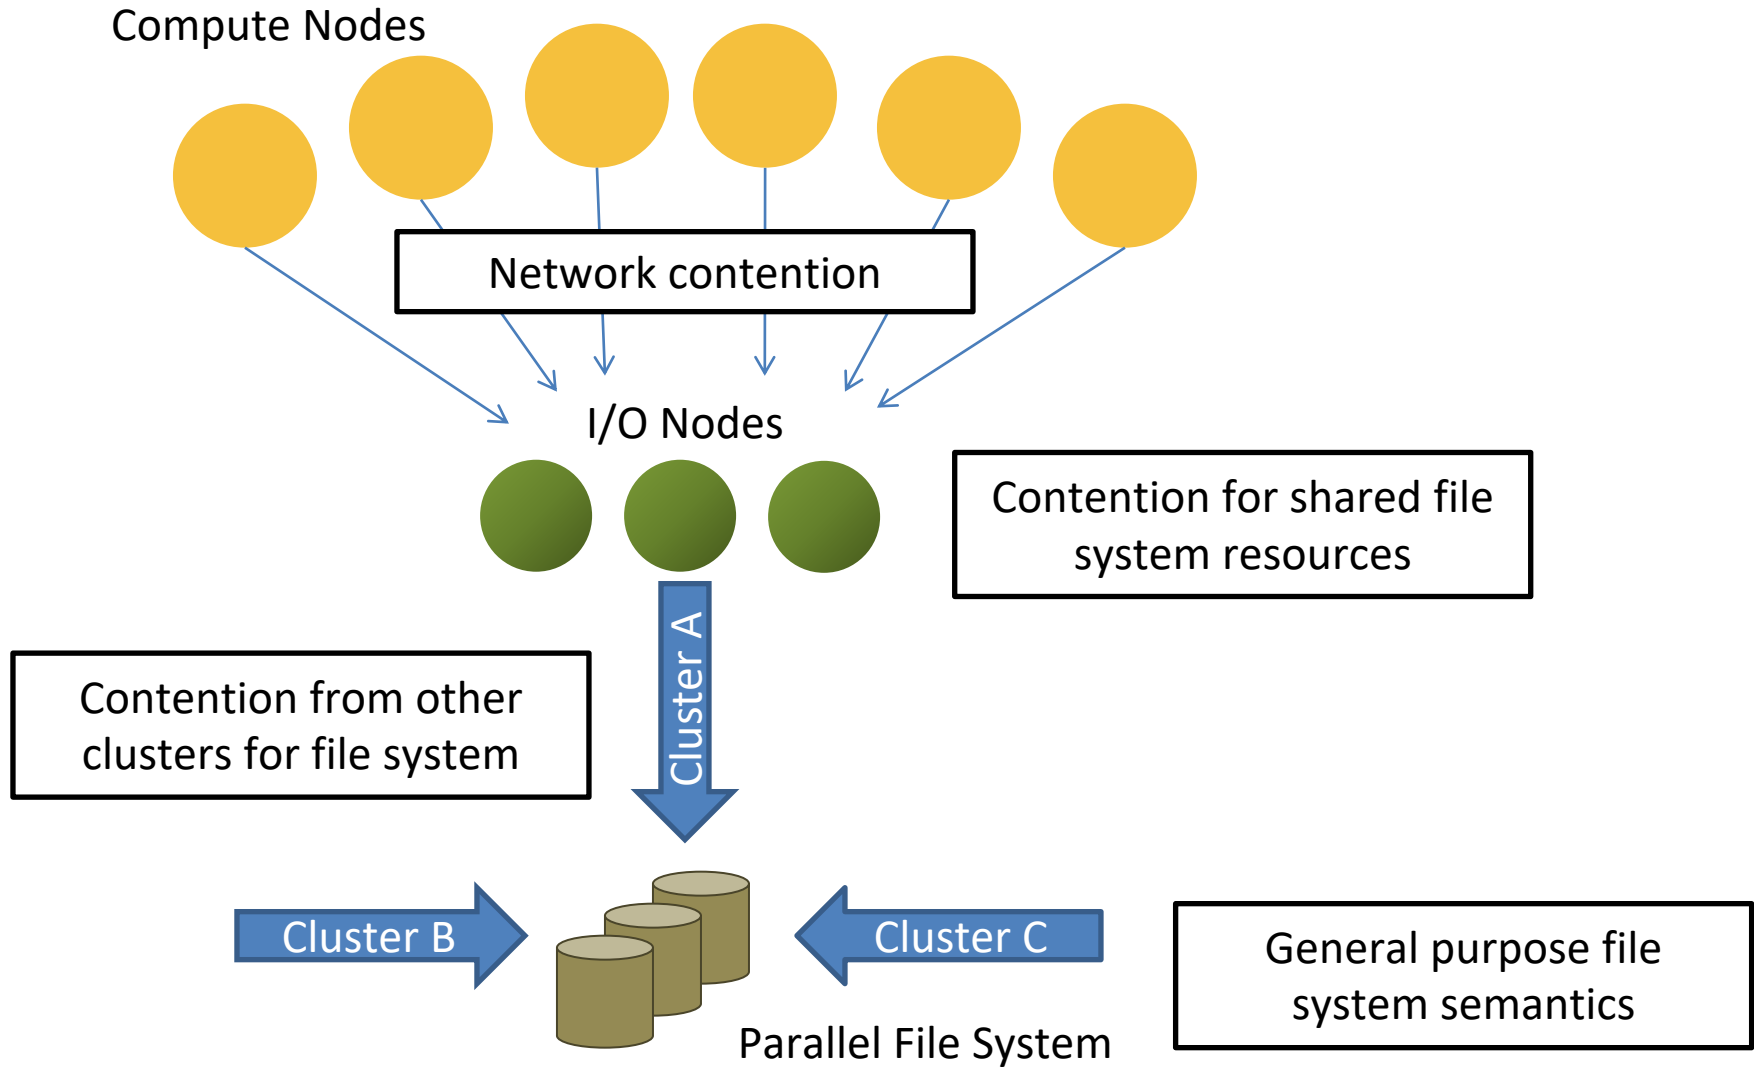 Compute Nodes
Network contention
I/O Nodes
Contention for shared file
system resources
Cluster A
Contention from other
clusters for file system
Cluster B
Cluster C
General purpose file
system semantics
Parallel File System